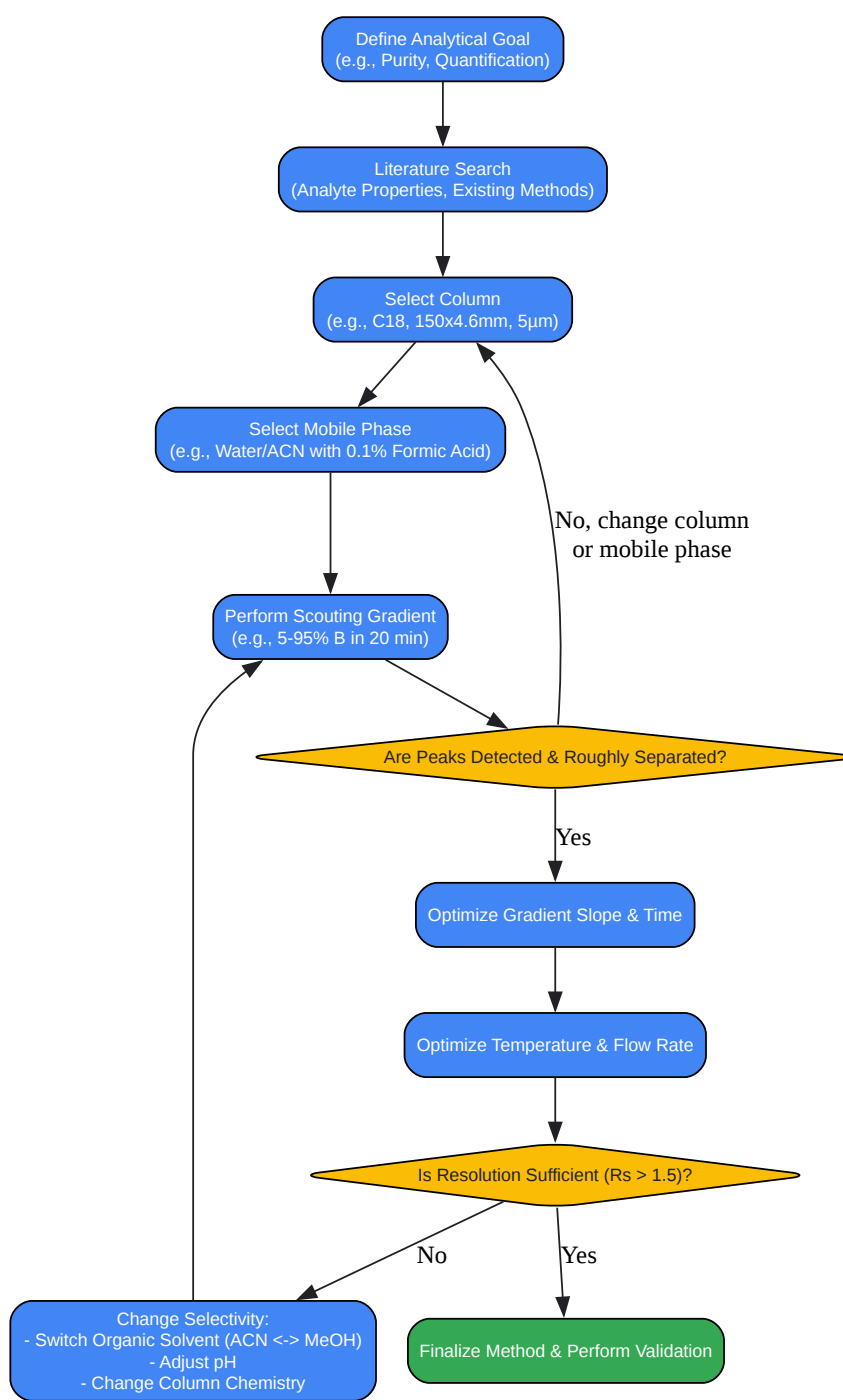 Define Analytical Goal
(e.g., Purity, Quantification)
Literature Search
(Analyte Properties, Existing Methods)
Select Column
(e.g., C18, 150x4.6mm, 5µm)
Select Mobile Phase
(e.g., Water/ACN with 0.1% Formic Acid)
No, change column
or mobile phase
Perform Scouting Gradient
(e.g., 5-95% B in 20 min)
Are Peaks Detected & Roughly Separated?
Yes
Optimize Gradient Slope & Time
Optimize Temperature & Flow Rate
Is Resolution Sufficient (Rs > 1.5)?
No
Yes
Change Selectivity:
- Switch Organic Solvent (ACN <-> MeOH)
- Adjust pH
- Change Column Chemistry
Finalize Method & Perform Validation